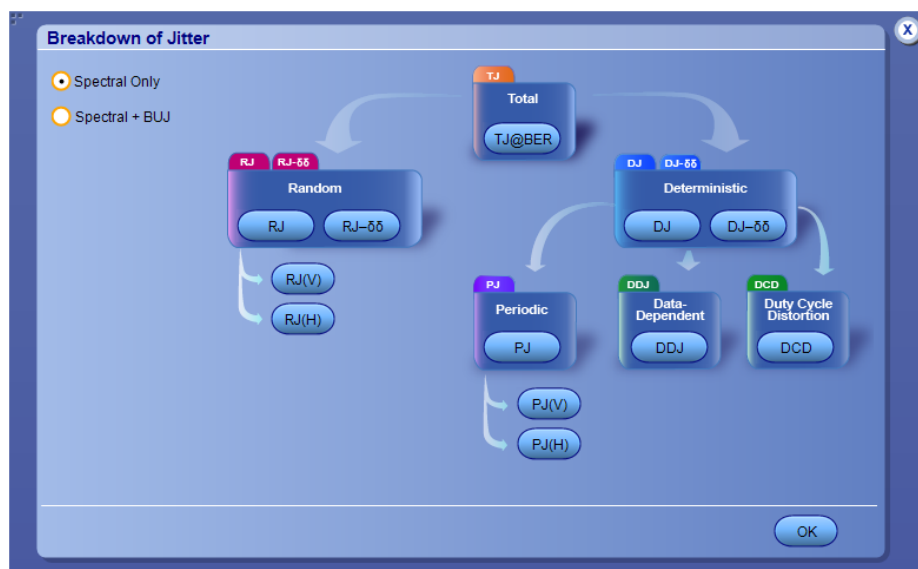 Breakdown of Jitter
X
Spectral Only
Spectral + BUJ
TJ
Total
TJ@BER
RJ RJ-δδ
Random
RJ RJ–δδ
RJ(V)
RJ(H)
DJ DJ-δδ
Deterministic
DJ DJ–δδ
PJ
Periodic
PJ
PJ(V)
PJ(H)
DDJ
Data-
Dependent
DDJ
DCD
Duty Cycle
Distortion
DCD
OK